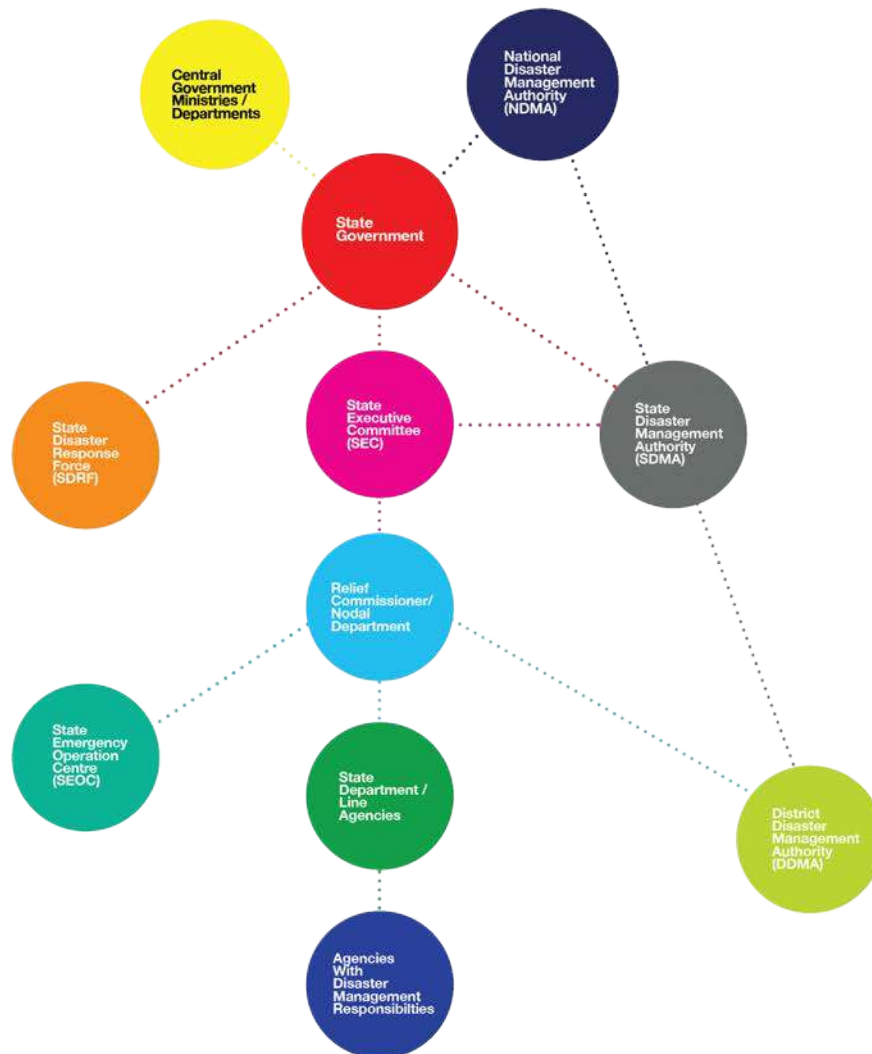 Central
Government
Ministries /
Departments
National
Disaster
Management
Authority
(NDMA)
State
Government
State
Disaster
Response
Force
(SDRF)
State
Executive
Committee
(SEC)
State
Disaster
Management
Authority
(SDMA)
Relief
Commissioner/
Nodal
Department
State
Emergency
Operation
Centre
(SEOC)
State
Department /
Line
Agencies
District
Disaster
Management
Authority
(DDMA)
Agencies
With
Disaster
Management
Responsibilties